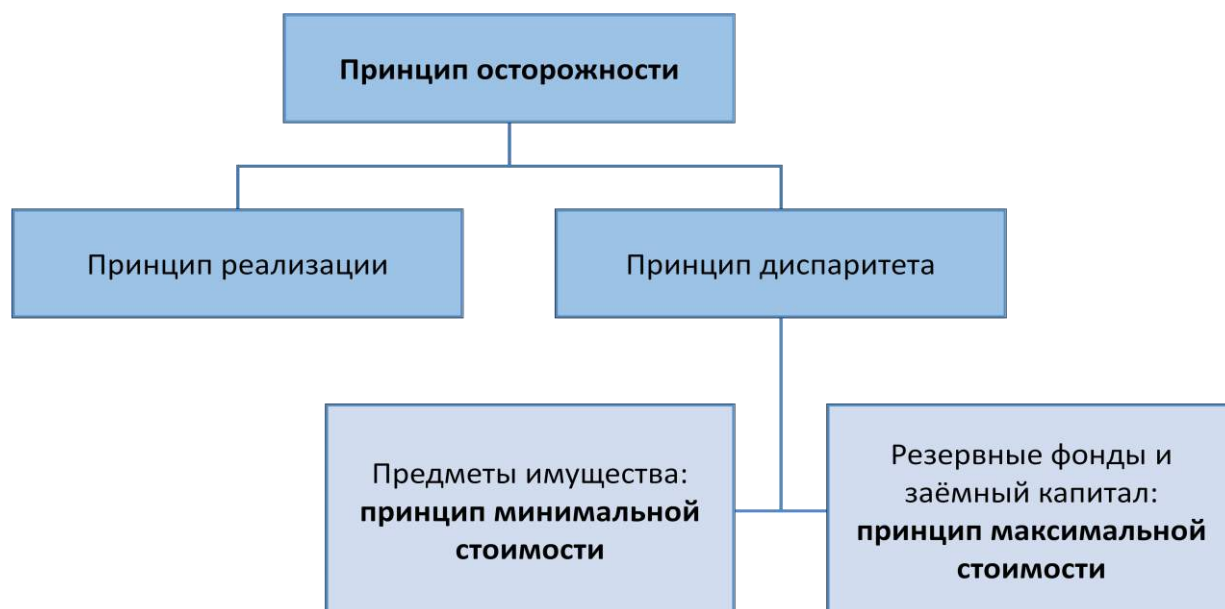 Принцип осторожности
Принцип реализации
Принцип диспаритета
Предметы имущества:
принцип минимальной
стоимости
Резервные фонды и
заёмный капитал:
принцип максимальной
стоимости